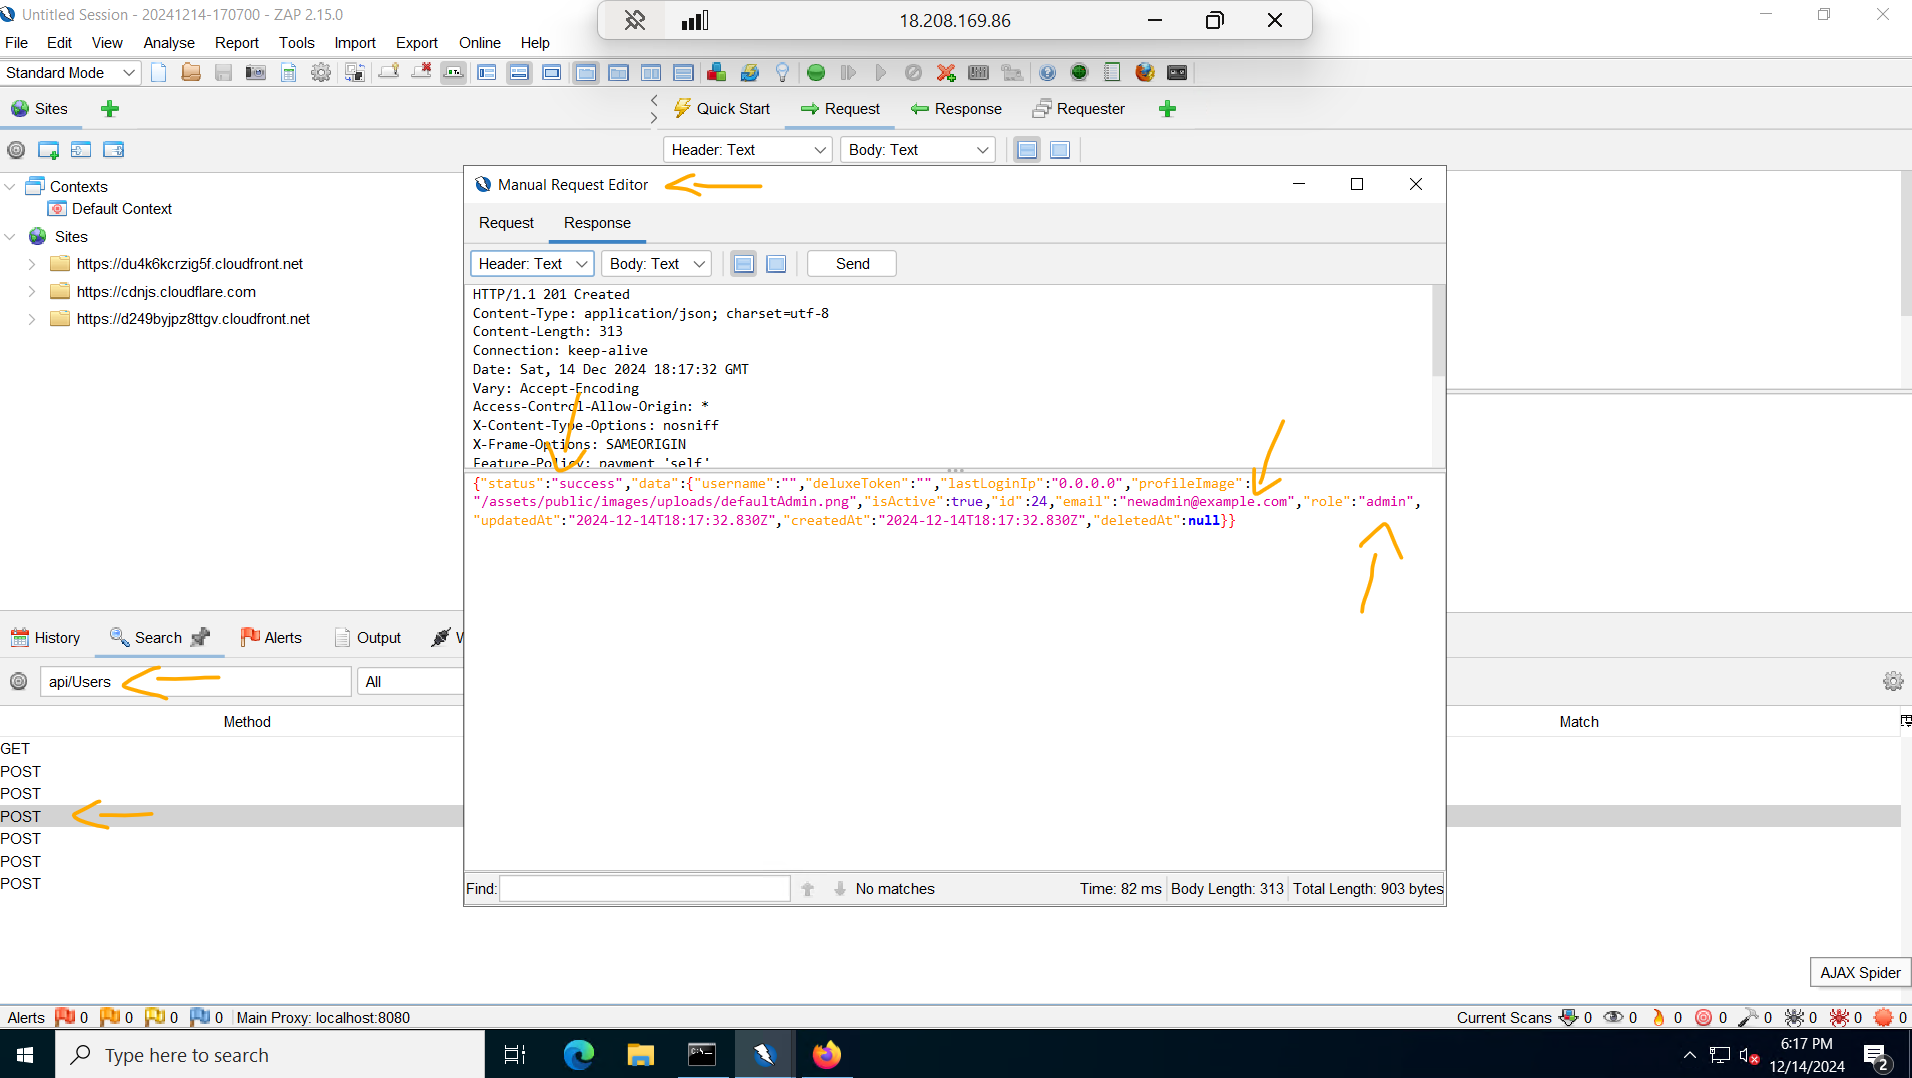 Untitled Session - 20241214-170700 - ZAP 2.15.0
18.208.169.86
File Edit View Analyse Report Tools Import Export Online Help
Standard Mode
Sites
Quick Start Request Response Requester
Header: Text Body: Text
Contexts
Default Context
Sites
https://du4k6kcrzig5f.cloudfront.net
https://cdnjs.cloudflare.com
https://d249byjpz8ttgv.cloudfront.net
Manual Request Editor
Request Response
Header: Text Body: Text Send
HTTP/1.1 201 Created
Content-Type: application/json; charset=utf-8
Content-Length: 313
Connection: keep-alive
Date: Sat, 14 Dec 2024 18:17:32 GMT
Vary: Accept-Encoding
Access-Control-Allow-Origin: *
X-Content-Type-Options: nosniff
X-Frame-Options: SAMEORIGIN
Feature-Policy: payment 'self'
{"status":"success","data":{"username":"","deluxeToken":"","lastLoginIp":"0.0.0.0","profileImage":
"/assets/public/images/uploads/defaultAdmin.png","isActive":true,"id":24,"email":"newadmin@example.com","role":"admin",
"updatedAt":"2024-12-14T18:17:32.830Z","createdAt":"2024-12-14T18:17:32.830Z","deletedAt":null}}
Find: No matches Time: 82 ms Body Length: 313 Total Length: 903 bytes
History Search Alerts Output W
api/Users All
Method Match
GET
POST
POST
POST
POST
POST
POST
AJAX Spider
Alerts 0 0 0 0 Main Proxy: localhost:8080 Current Scans 0 0 0 0 0 0 0 0
Type here to search
6:17 PM
12/14/2024
2